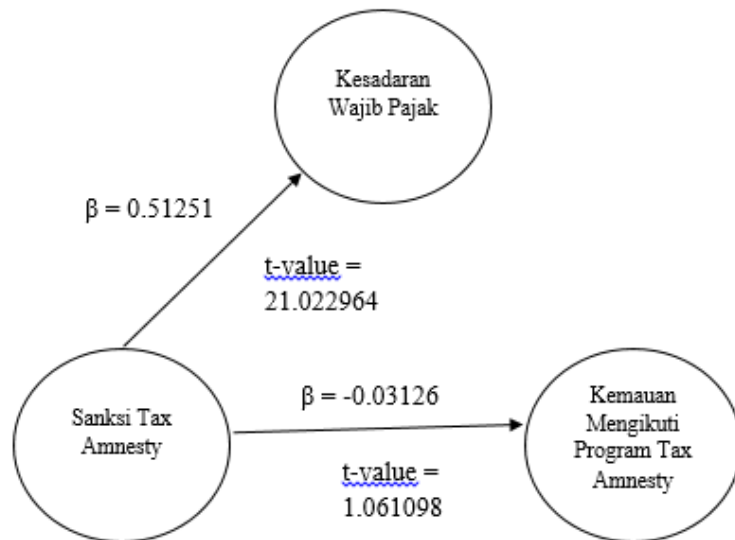 Kesadaran
Wajib Pajak
β = 0.51251
t-value =
21.022964
Sanksi Tax
Amnesty
β = -0.03126
Kemauan
Mengikuti
Program Tax
Amnesty
t-value =
1.061098